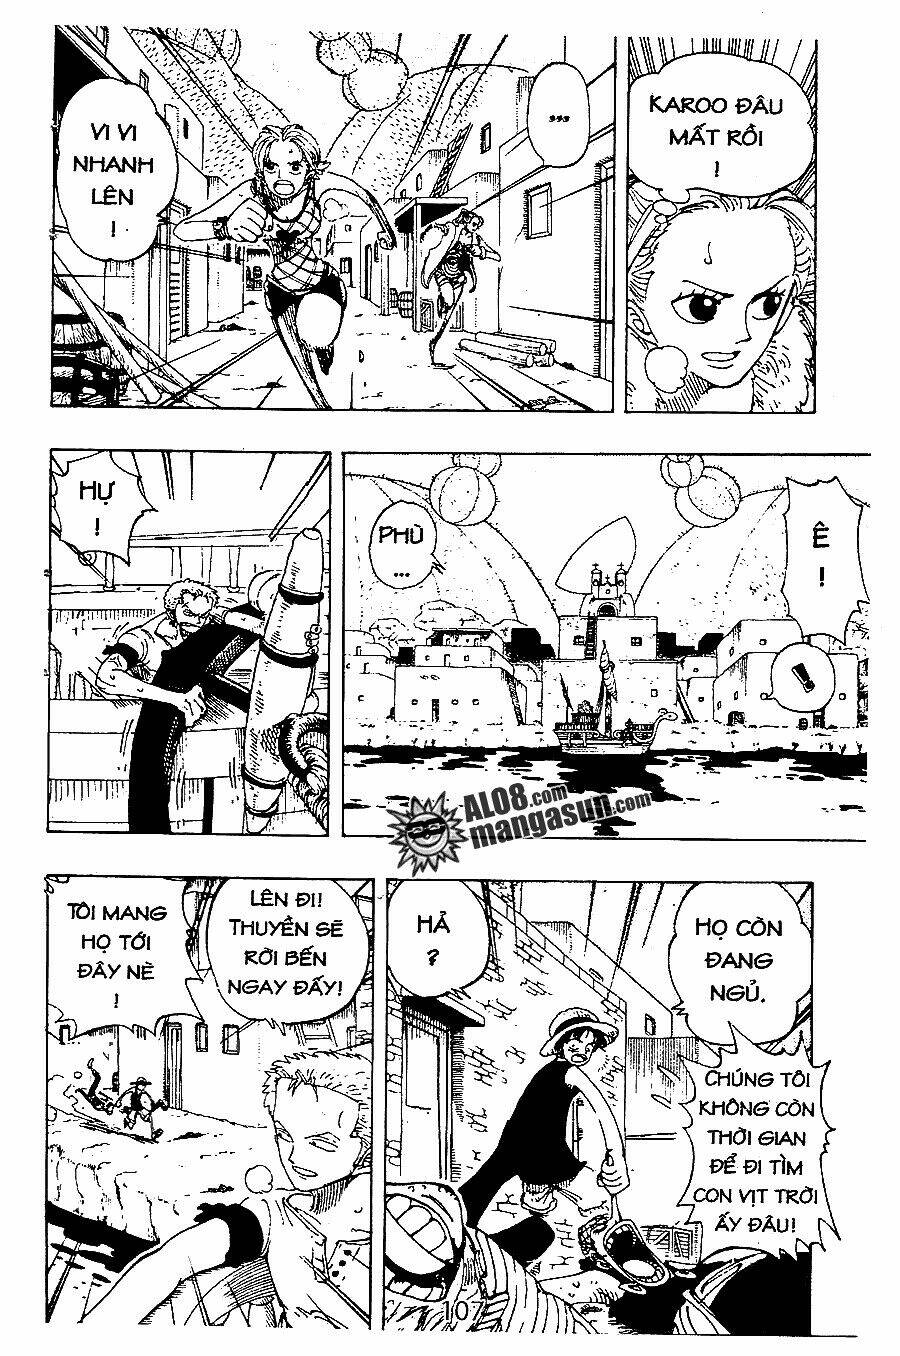 KAROO ĐÂU
MẤT RỒI
!
...
VI VI
NHANH
LÊN
!
Ê
!
!
PHÙ
...
HỰ
!
HỌ CÒN
ĐANG
NGỦ.
CHÚNG TÔI
KHÔNG CÒN
THỜI GIAN
ĐỂ ĐI TÌM
CON VỊT TRỜI
ẤY ĐÂU!
HẢ
?
LÊN ĐI!
THUYỀN SẼ
RỜI BẾN
NGAY ĐẤY!
TÔI MANG
HỌ TỚI
ĐÂY NÈ
!
ALO8.com
mangasun.com
107